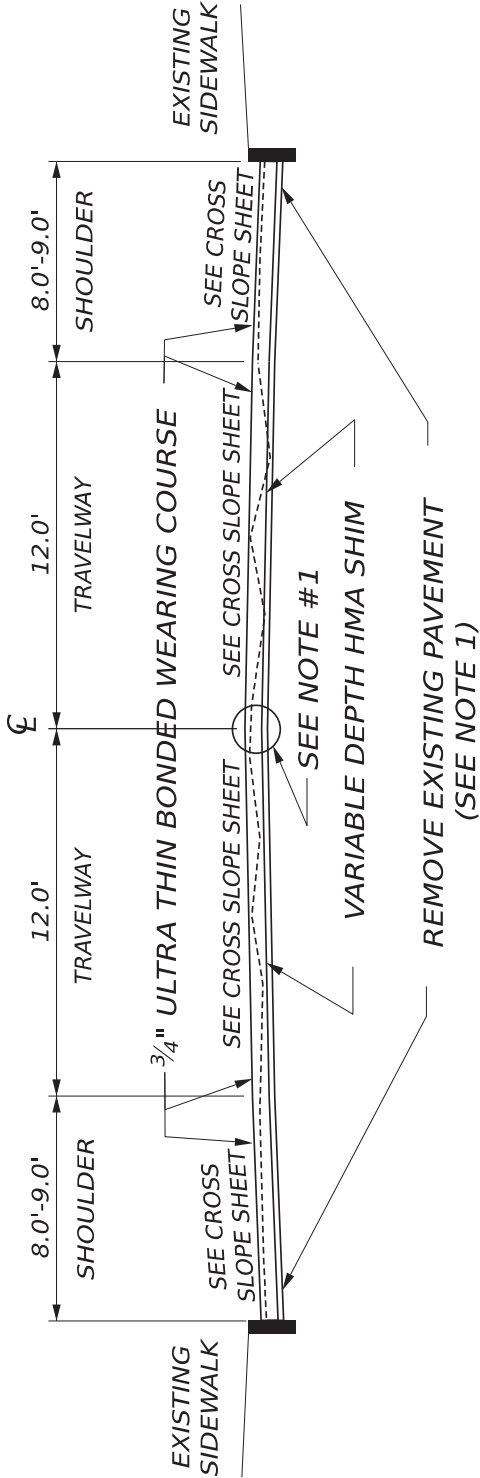 ℄
8.0'-9.0'
12.0'
12.0'
8.0'-9.0'
SHOULDER
TRAVELWAY
TRAVELWAY
SHOULDER
EXISTING
SIDEWALK
3/4" ULTRA THIN BONDED WEARING COURSE
EXISTING
SIDEWALK
SEE CROSS
SLOPE SHEET
SEE CROSS SLOPE SHEET
SEE CROSS SLOPE SHEET
SEE CROSS
SLOPE SHEET
SEE NOTE #1
VARIABLE DEPTH HMA SHIM
REMOVE EXISTING PAVEMENT
(SEE NOTE 1)